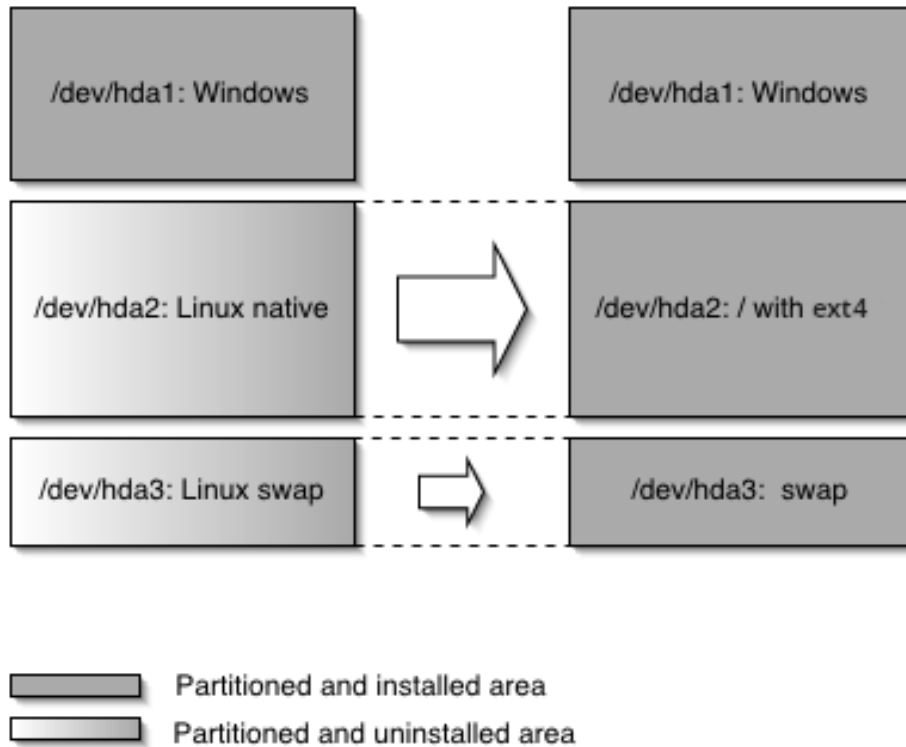 /dev/hda1: Windows
/dev/hda1: Windows
/dev/hda2: Linux native
/dev/hda2: / with ext4
/dev/hda3: Linux swap
/dev/hda3: swap
Partitioned and installed area
Partitioned and uninstalled area